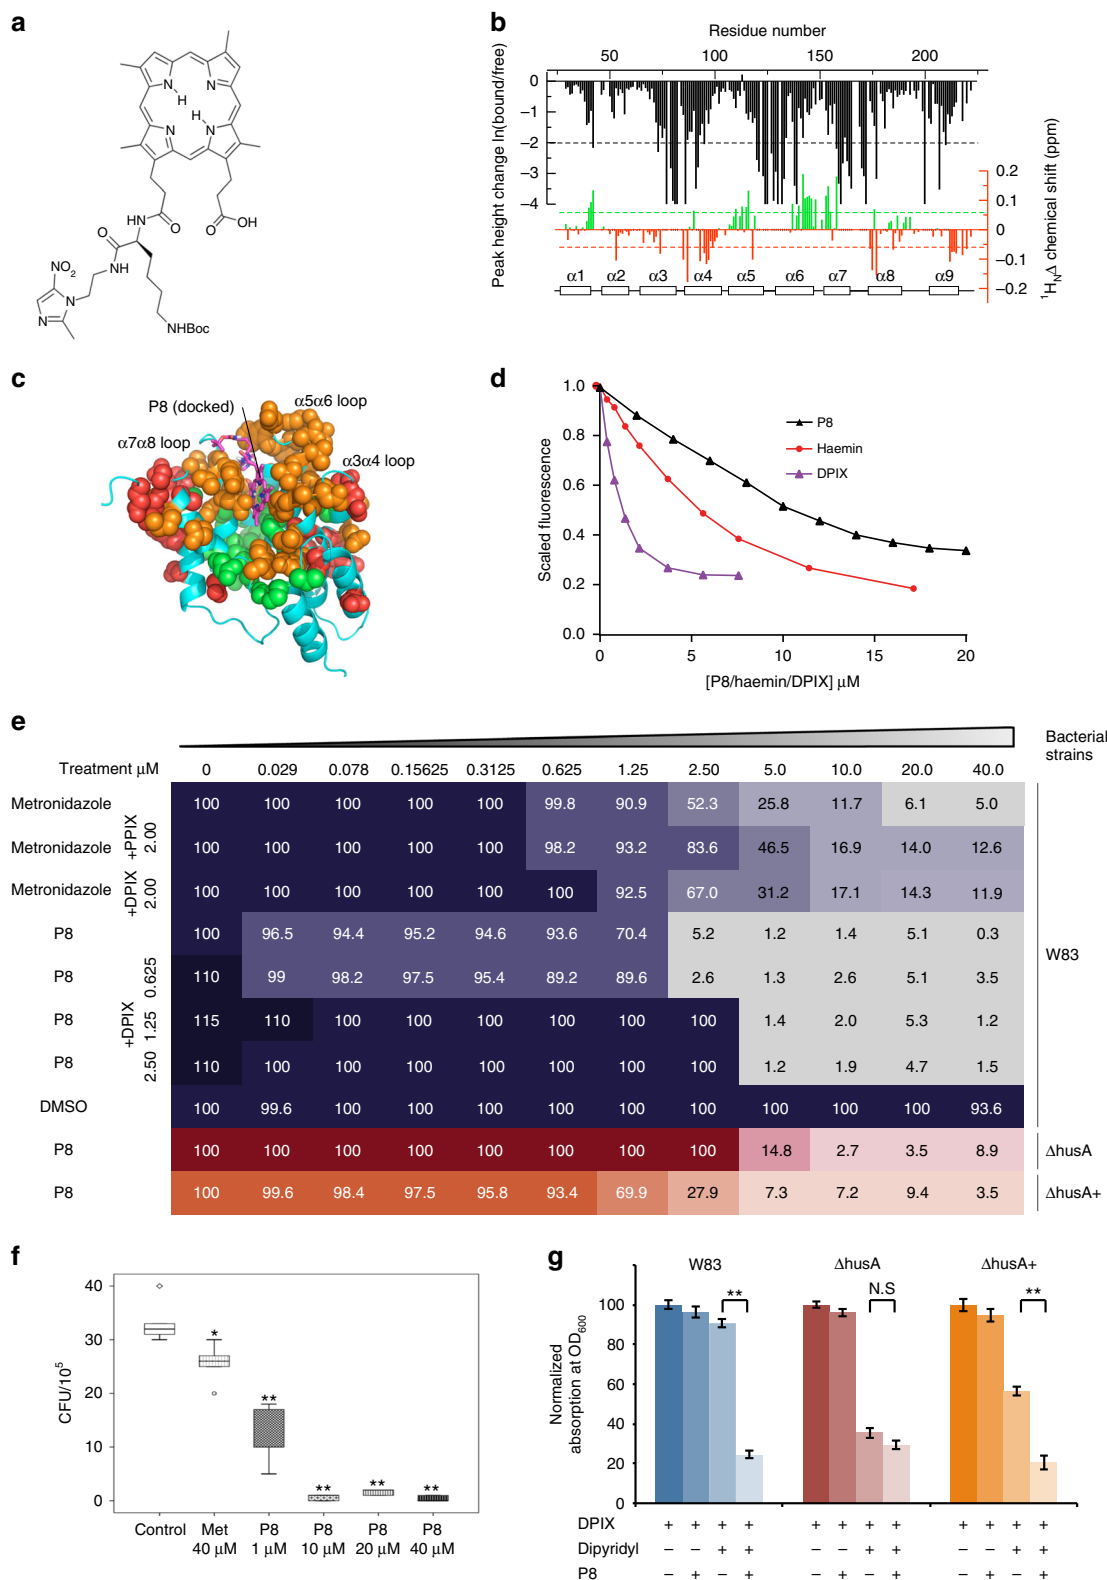 a
N
N
H
H
N
N
O
OH
O
HN
O
NH
NO2
N
N
NHBoc
b
Residue number
50 100 150 200
Peak height change ln(bound/free)
0
–1
–2
–3
–4
0.2
0.1
0
–0.1
–0.2
1HNΔ chemical shift (ppm)
α1 α2 α3 α4 α5 α6 α7 α8 α9
c
P8 (docked)
α5α6 loop
α7α8 loop
α3α4 loop
d
Scaled fluorescence
1.0
0.8
0.6
0.4
0.2
0.0
P8
Haemin
DPIX
0 5 10 15 20
[P8/haemin/DPIX] μM
e
Bacterial
strains
Treatment μM 0 0.029 0.078 0.15625 0.3125 0.625 1.25 2.50 5.0 10.0 20.0 40.0
Metronidazole 100 100 100 100 100 99.8 90.9 52.3 25.8 11.7 6.1 5.0
Metronidazole +PPIX 2.00 100 100 100 100 100 98.2 93.2 83.6 46.5 16.9 14.0 12.6
Metronidazole +DPIX 2.00 100 100 100 100 100 100 92.5 67.0 31.2 17.1 14.3 11.9
P8 100 96.5 94.4 95.2 94.6 93.6 70.4 5.2 1.2 1.4 5.1 0.3
W83
P8 0.625 110 99 98.2 97.5 95.4 89.2 89.6 2.6 1.3 2.6 5.1 3.5
P8 +DPIX 1.25 115 110 100 100 100 100 100 100 1.4 2.0 5.3 1.2
P8 2.50 110 100 100 100 100 100 100 100 1.2 1.9 4.7 1.5
DMSO 100 99.6 100 100 100 100 100 100 100 100 100 93.6
P8 100 100 100 100 100 100 100 100 14.8 2.7 3.5 8.9 ΔhusA
P8 100 99.6 98.4 97.5 95.8 93.4 69.9 27.9 7.3 7.2 9.4 3.5 ΔhusA+
f
CFU/10⁵
40
30
20
10
0
*
**
**
**
**
Control Met P8 P8 P8 P8
40 μM 1 μM 10 μM 20 μM 40 μM
g
W83 ΔhusA ΔhusA+
** N.S **
Normalized
absorption at OD600
100
80
60
40
20
0
DPIX + + + + + + + + + + + +
Dipyridyl – – + + – – + + – – + +
P8 – + – + – + – + – + – +